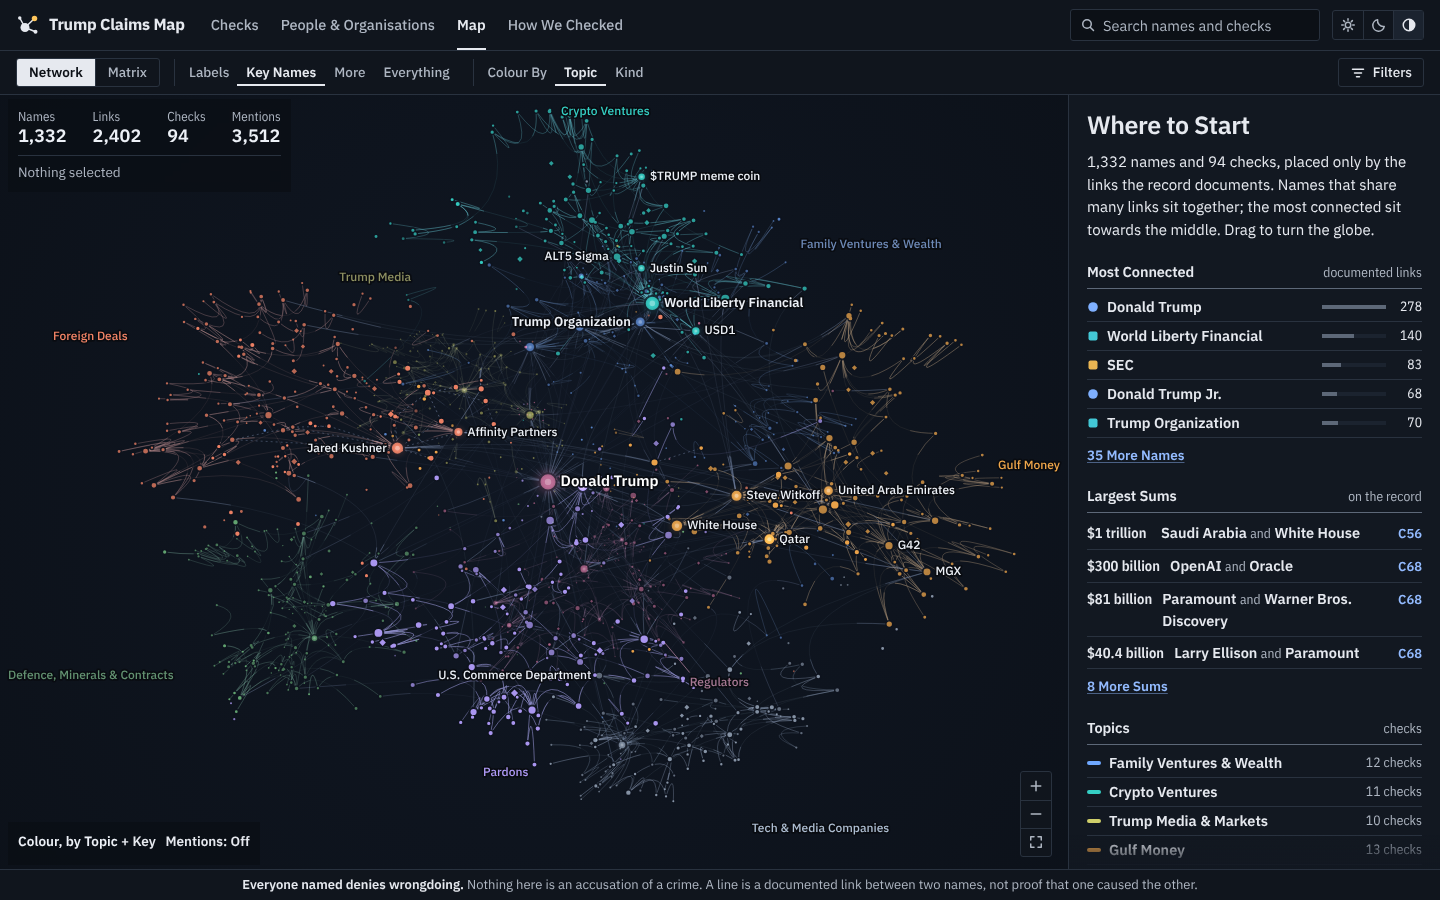 Trump Claims Map
Checks
People & Organisations
Map
How We Checked
Search names and checks
Network
Matrix
Labels
Key Names
More
Everything
Colour By
Topic
Kind
Filters
Names
Links
Checks
Mentions
1,332
2,402
94
3,512
Nothing selected
Crypto Ventures
$TRUMP meme coin
Family Ventures & Wealth
ALT5 Sigma
Justin Sun
Trump Media
World Liberty Financial
Trump Organization
USD1
Foreign Deals
Affinity Partners
Jared Kushner
Gulf Money
Donald Trump
Steve Witkoff
United Arab Emirates
White House
Qatar
G42
MGX
U.S. Commerce Department
Defence, Minerals & Contracts
Regulators
Pardons
Tech & Media Companies
Colour, by Topic + Key
Mentions: Off
Where to Start
1,332 names and 94 checks, placed only by the
links the record documents. Names that share
many links sit together; the most connected sit
towards the middle. Drag to turn the globe.
Most Connected
documented links
Donald Trump 278
World Liberty Financial 140
SEC 83
Donald Trump Jr. 68
Trump Organization 70
35 More Names
Largest Sums
on the record
$1 trillion Saudi Arabia and White House C56
$300 billion OpenAI and Oracle C68
$81 billion Paramount and Warner Bros. C68
Discovery
$40.4 billion Larry Ellison and Paramount C68
8 More Sums
Topics
checks
Family Ventures & Wealth 12 checks
Crypto Ventures 11 checks
Trump Media & Markets 10 checks
Gulf Money 13 checks
Everyone named denies wrongdoing. Nothing here is an accusation of a crime. A line is a documented link between two names, not proof that one caused the other.